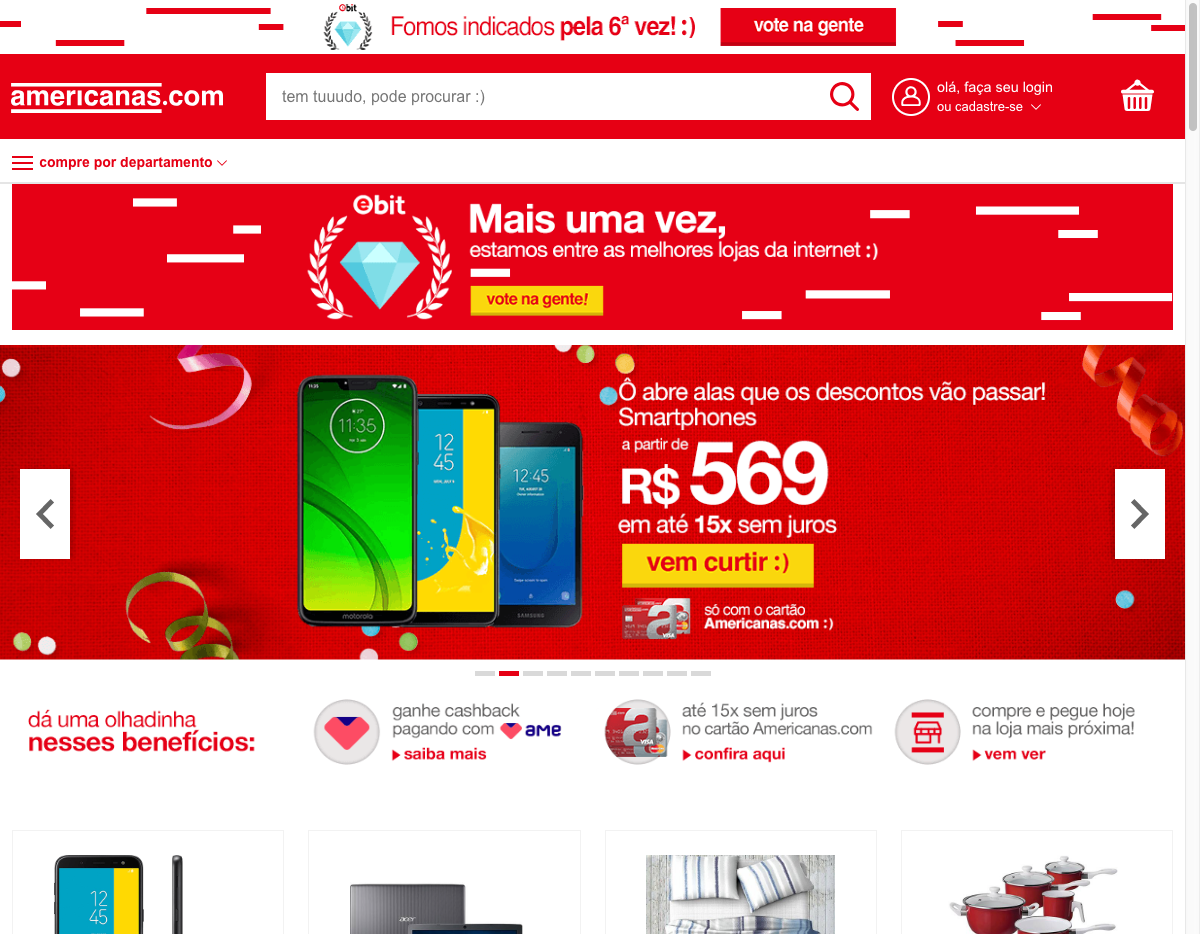 ebit
Fomos indicados pela 6ª vez! :)
vote na gente
americanas.com
tem tuuudo, pode procurar :)
olá, faça seu login
ou cadastre-se
compre por departamento
ebit
Mais uma vez,
estamos entre as melhores lojas da internet :)
vote na gente!
Ô abre alas que os descontos vão passar!
Smartphones
a partir de
R$ 569
em até 15x sem juros
vem curtir :)
só com o cartão
Americanas.com :)
11:35
11:35
12
45
12:45
motorola
SAMSUNG
VISA
dá uma olhadinha
nesses benefícios:
ganhe cashback
pagando com AME
saiba mais
até 15x sem juros
no cartão Americanas.com
confira aqui
compre e pegue hoje
na loja mais próxima!
vem ver
12
45
acer